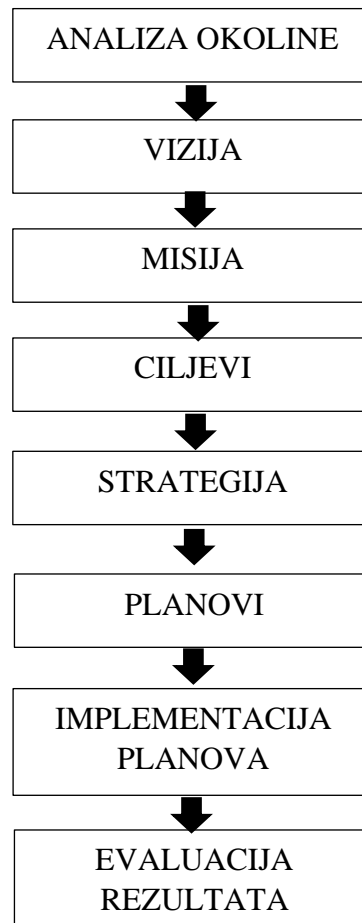 ANALIZA OKOLINE
VIZIJA
MISIJA
CILJEVI
STRATEGIJA
PLANOVI
IMPLEMENTACIJA
PLANOVA
EVALUACIJA
REZULTATA